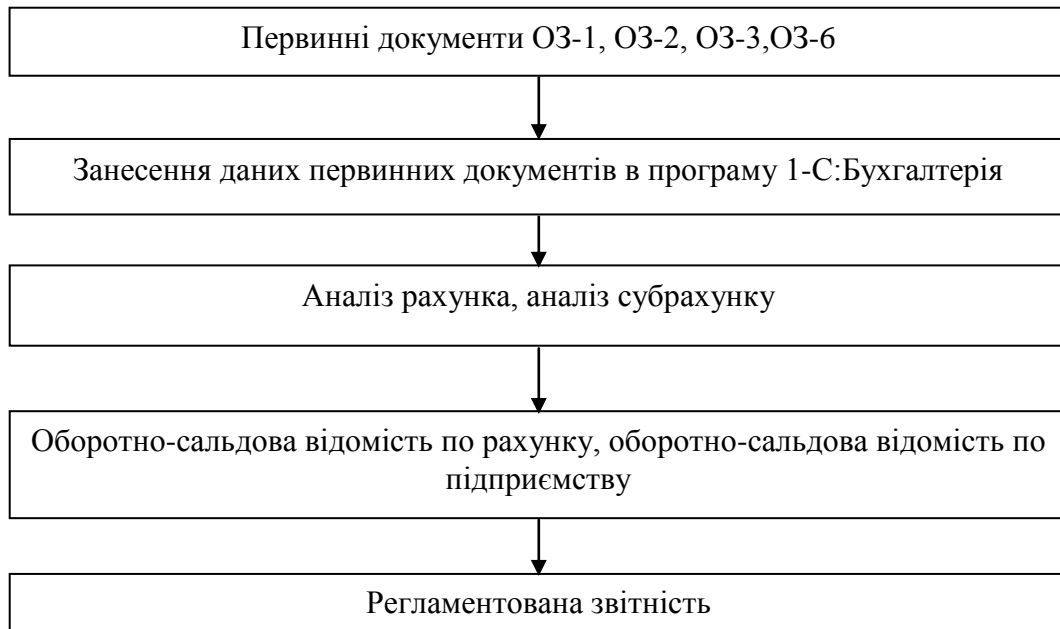 Первинні документи ОЗ-1, ОЗ-2, ОЗ-3,ОЗ-6
Занесення даних первинних документів в програму 1-С:Бухгалтерія
Аналіз рахунка, аналіз субрахунку
Оборотно-сальдова відомість по рахунку, оборотно-сальдова відомість по
підприємству
Регламентована звітність